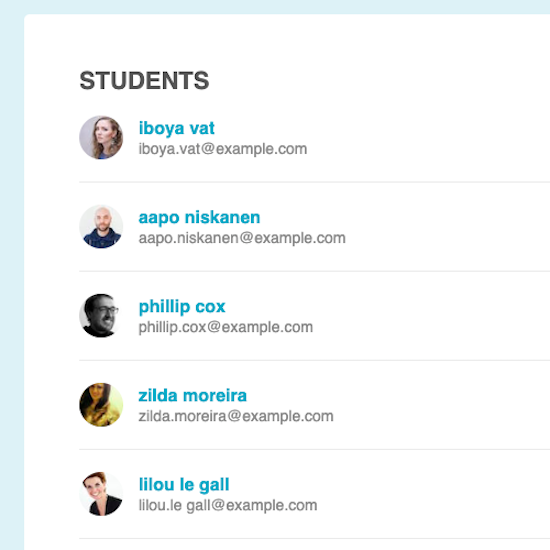 STUDENTS
iboya vat
iboya.vat@example.com
aapo niskanen
aapo.niskanen@example.com
phillip cox
phillip.cox@example.com
zilda moreira
zilda.moreira@example.com
lilou le gall
lilou.le gall@example.com